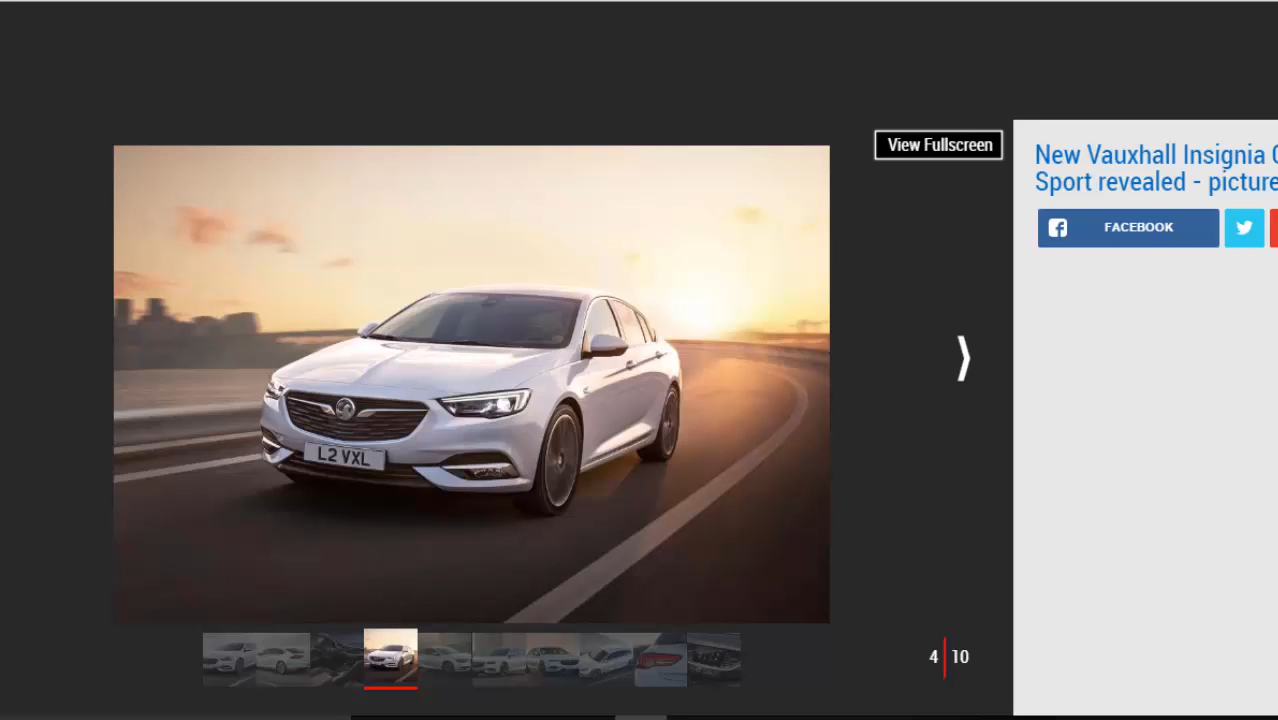 View Fullscreen
New Vauxhall Insignia
Sport revealed - picture
FACEBOOK
L2 VXL
4 10